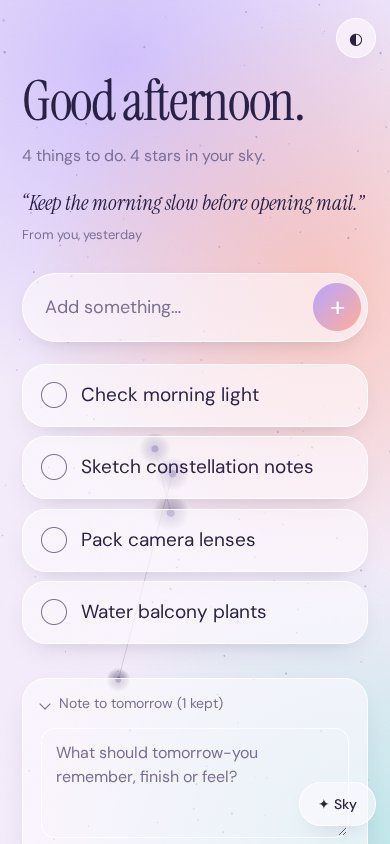 Good afternoon.
4 things to do. 4 stars in your sky.
“Keep the morning slow before opening mail.”
From you, yesterday
Add something...
+
Check morning light
Sketch constellation notes
Pack camera lenses
Water balcony plants
Note to tomorrow (1 kept)
What should tomorrow-you
remember, finish or feel?
✦ Sky